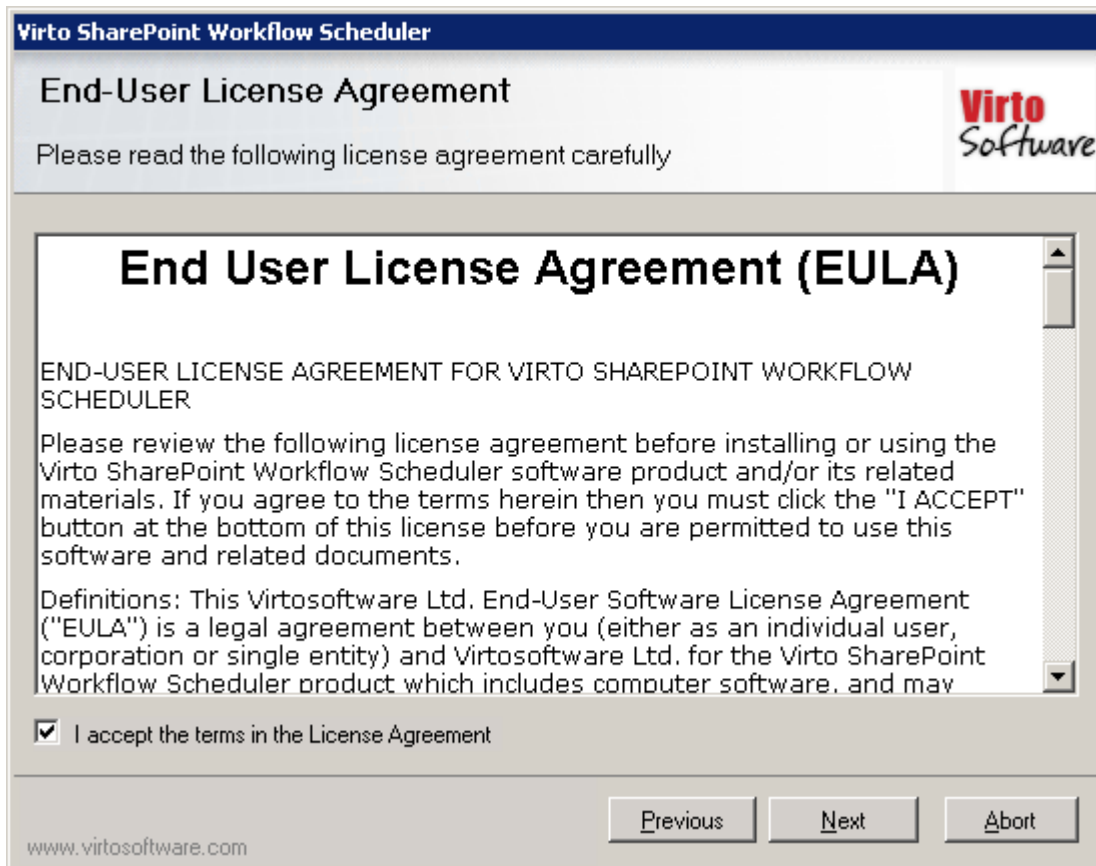 Virto SharePoint Workflow Scheduler
End-User License Agreement
Please read the following license agreement carefully
Virto
Software
End User License Agreement (EULA)
END-USER LICENSE AGREEMENT FOR VIRTO SHAREPOINT WORKFLOW
SCHEDULER
Please review the following license agreement before installing or using the
Virto SharePoint Workflow Scheduler software product and/or its related
materials. If you agree to the terms herein then you must click the "I ACCEPT"
button at the bottom of this license before you are permitted to use this
software and related documents.
Definitions: This Virtosoftware Ltd. End-User Software License Agreement
("EULA") is a legal agreement between you (either as an individual user,
corporation or single entity) and Virtosoftware Ltd. for the Virto SharePoint
Workflow Scheduler product which includes computer software, and may
I accept the terms in the License Agreement
Previous
Next
Abort
www.virtosoftware.com